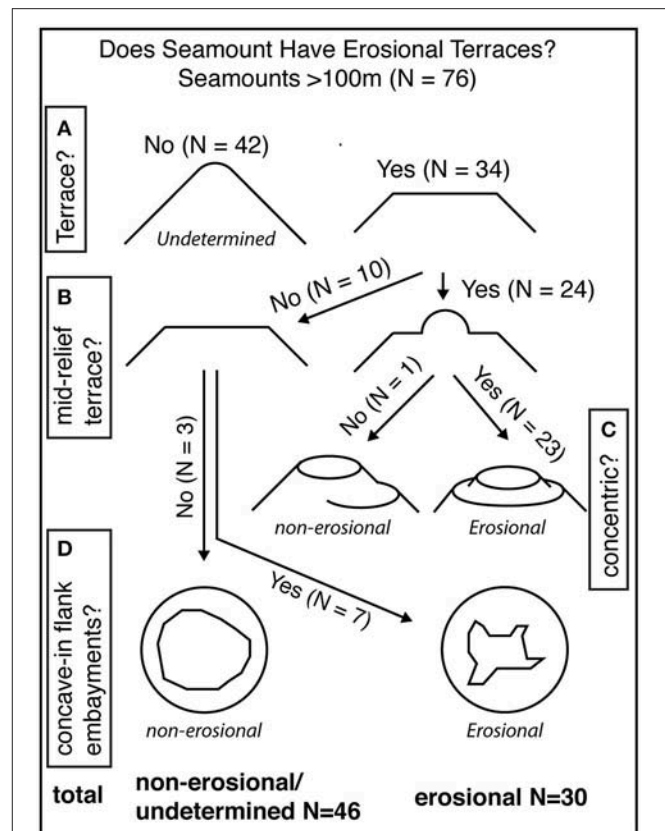 Does Seamount Have Erosional Terraces?
Seamounts >100m (N = 76)
A
Terrace?
No (N = 42)
Yes (N = 34)
Undetermined
B
mid-relief
terrace?
No (N = 10)
Yes (N = 24)
No (N = 1)
Yes (N = 23)
C
concentric?
non-erosional
Erosional
D
concave-in flank
embayments?
No (N = 3)
Yes (N = 7)
non-erosional
Erosional
total
non-erosional/
undetermined N=46
erosional N=30